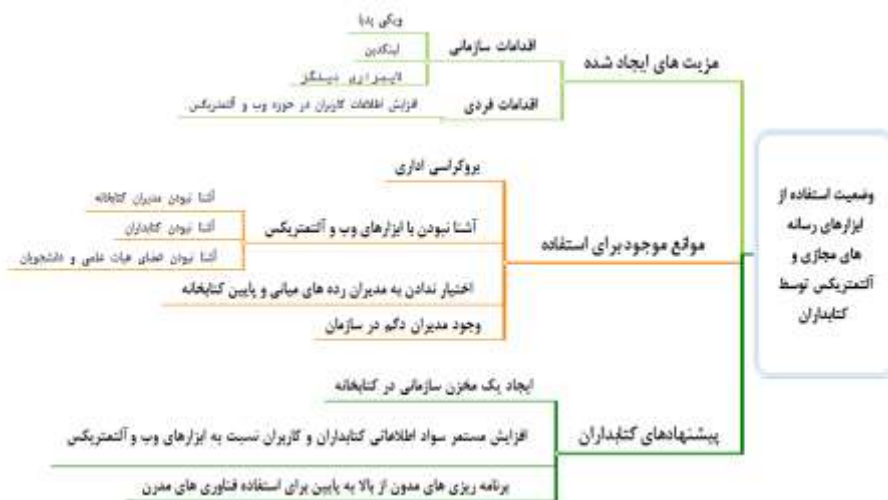 وضعیت استفاده از
ابزارهای رسانه
های مجازی و
آلتمتریکس توسط
کتابداران
مزیت های ایجاد شده
اقدامات سازمانی
ویکی پدیا
لینکدین
لایبرا ری تینگز
اقدامات فردی
افزایش اطلاعات کاربران در حوزه وب و آلتمتریکس
موانع موجود برای استفاده
بروکراسی اداری
آشنا نبودن با ابزارهای وب و آلتمتریکس
آشنا نبودن مدیران کتابخانه
آشنا نبودن کتابداران
آشنا نبودن اعضای هیات علمی و دانشجویان
اختیار ندادن به مدیران رده های میانی و پایین کتابخانه
وجود مدیران دگم در سازمان
پیشنهادهای کتابداران
ایجاد یک مخزن سازمانی در کتابخانه
افزایش مستمر سواد اطلاعاتی کتابداران و کاربران نسبت به ابزارهای وب و آلتمتریکس
برنامه ریزی های مدون از بالا به پایین برای استفاده فناوری های مدرن